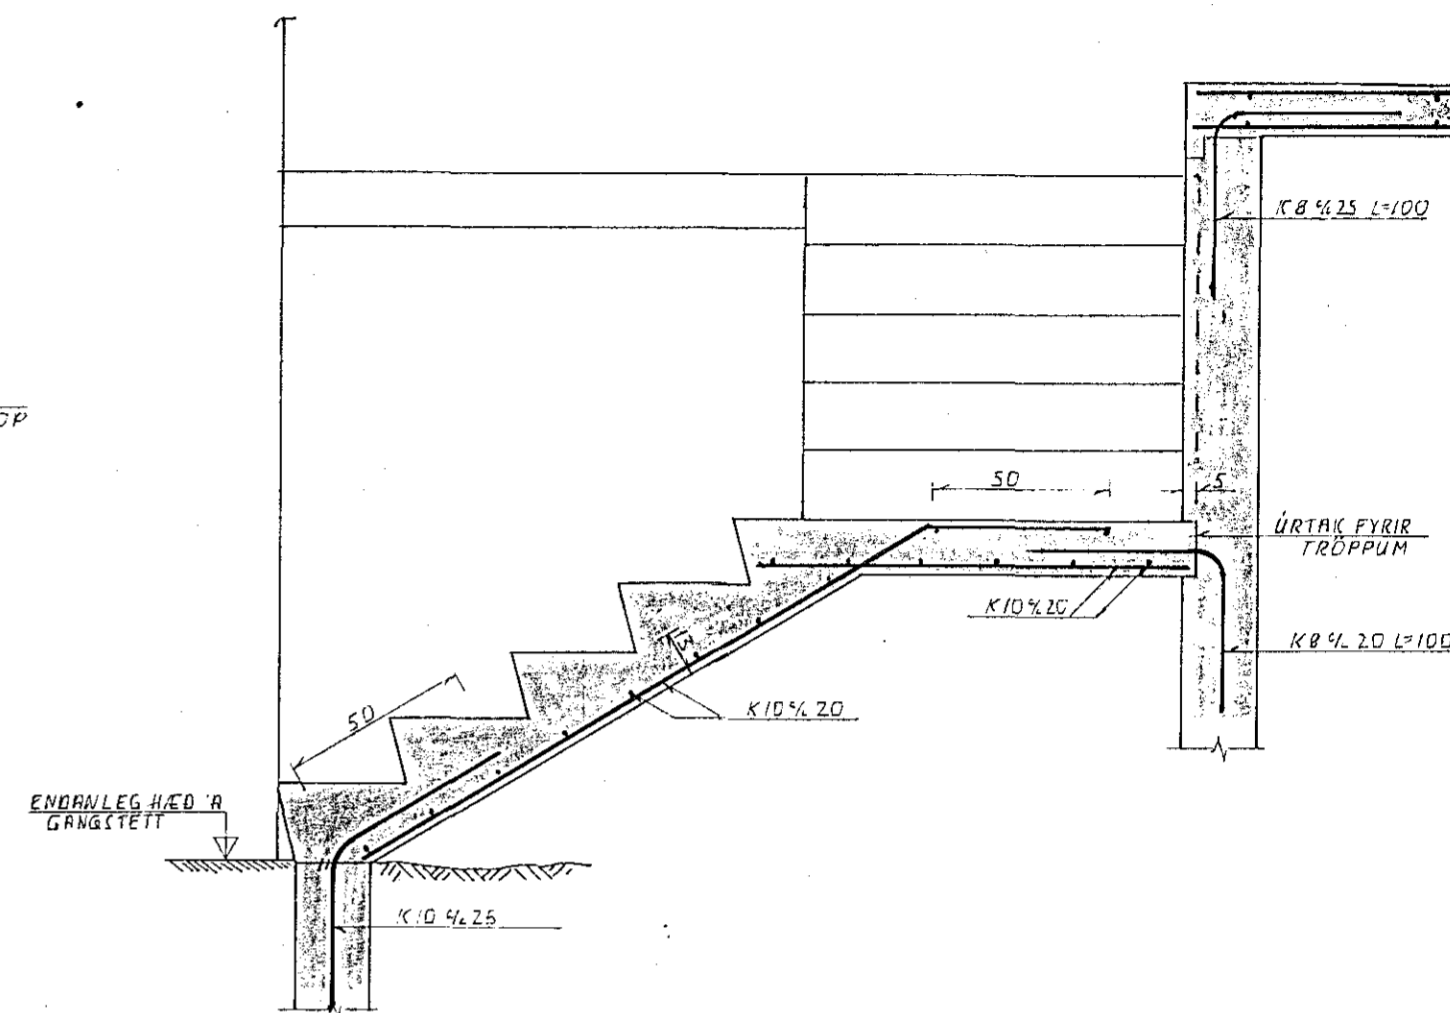 K8 c/c 25 L=100
50
5
ÚRTAK FYRIR
TRÖPPUM
K10 c/c 20
K8 c/c 20 L=100
13
K10 c/c 20
50
ENDANLEG HÆÐ Á
GANGSTÉTT
K10 c/c 25